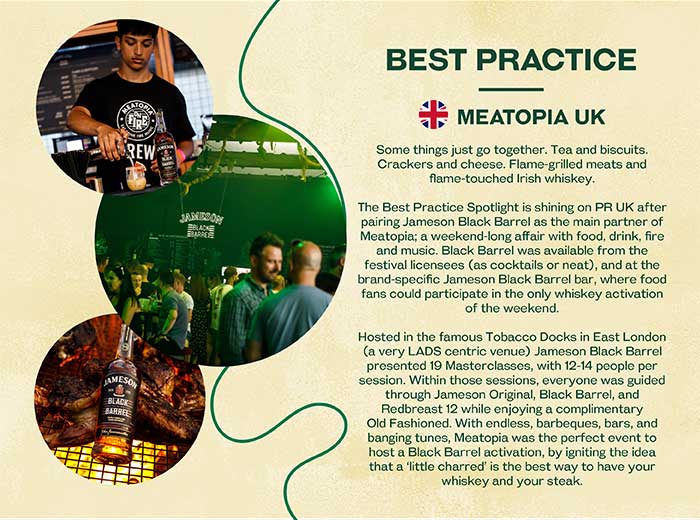 BEST PRACTICE
MEATOPIA UK
Some things just go together. Tea and biscuits.
Crackers and cheese. Flame-grilled meats and
flame-touched Irish whiskey.
The Best Practice Spotlight is shining on PR UK after
pairing Jameson Black Barrel as the main partner of
Meatopia; a weekend-long affair with food, drink, fire
and music. Black Barrel was available from the
festival licensees (as cocktails or neat), and at the
brand-specific Jameson Black Barrel bar, where food
fans could participate in the only whiskey activation
of the weekend.
Hosted in the famous Tobacco Docks in East London
(a very LADS centric venue) Jameson Black Barrel
presented 19 Masterclasses, with 12-14 people per
session. Within those sessions, everyone was guided
through Jameson Original, Black Barrel, and
Redbreast 12 while enjoying a complimentary
Old Fashioned. With endless, barbeques, bars, and
banging tunes, Meatopia was the perfect event to
host a Black Barrel activation, by igniting the idea
that a ‘little charred’ is the best way to have your
whiskey and your steak.
MEATOPIA
FIRE
JAMESON
BLACK
BARREL
JAMESON
BLACK
BARREL